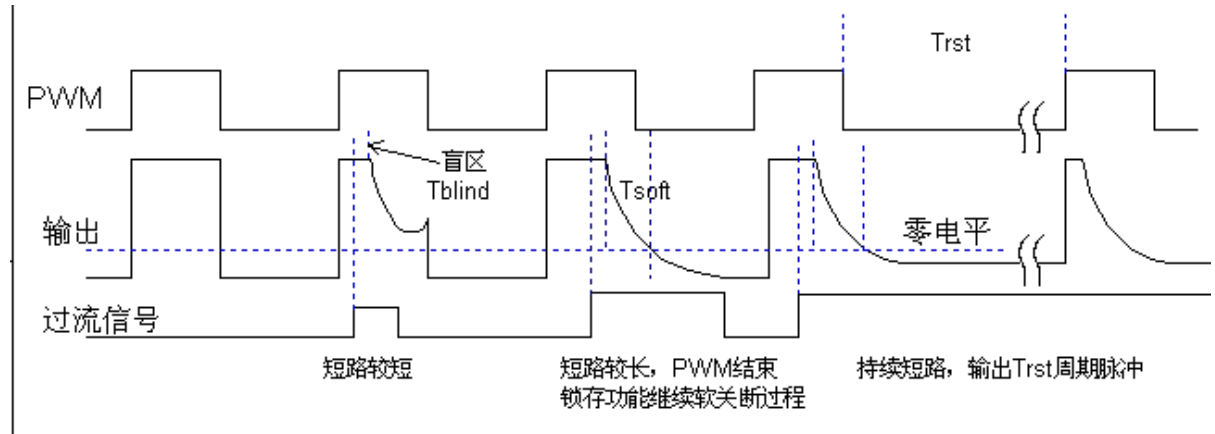 Trst
PWM
盲区
Tblind
Tsoft
输出
零电平
过流信号
短路较短
短路较长，PWM结束
锁存功能继续软关断过程
持续短路，输出Trst周期脉冲